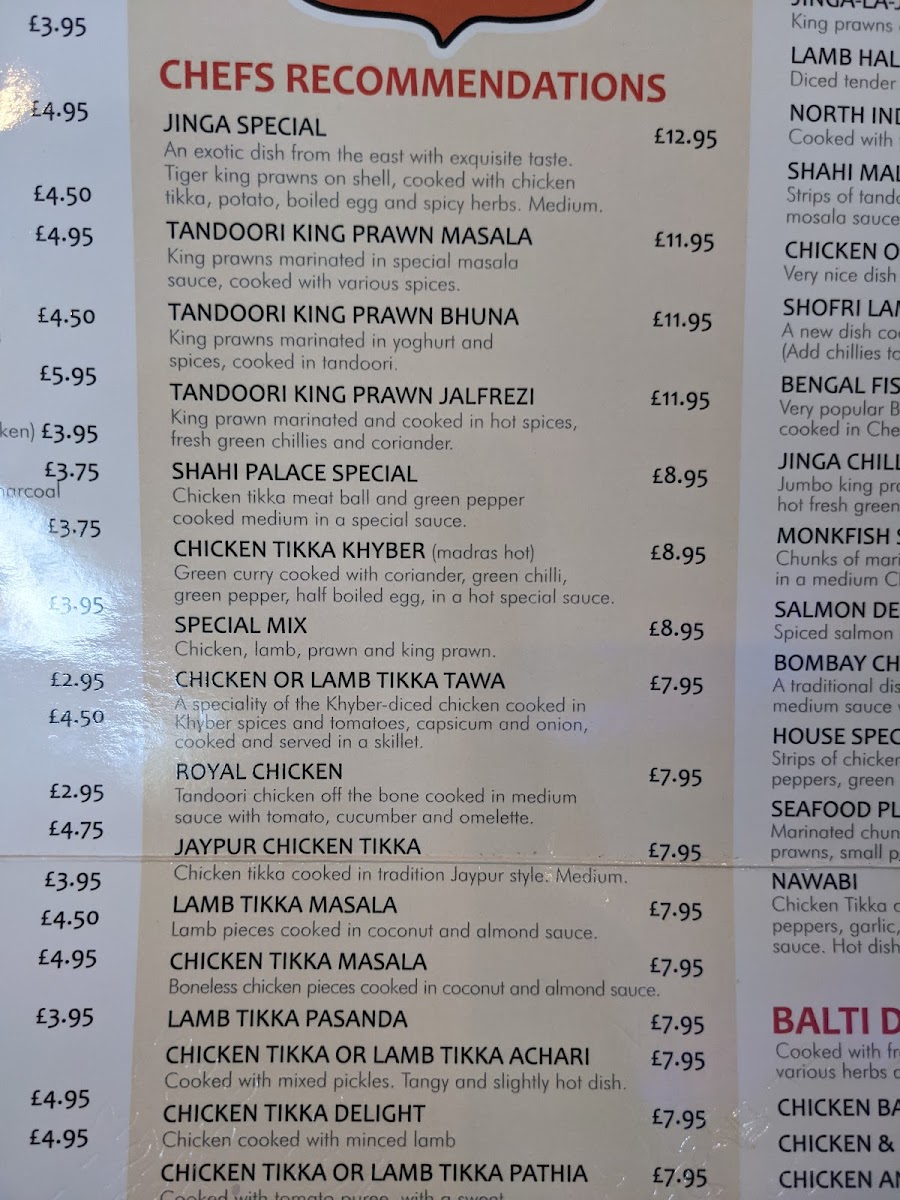 £3.95
£4.95
£4.50
£4.95
£4.50
£5.95
ken) £3.95
£3.75
arcoal
£3.75
£3.95
£2.95
£4.50
£2.95
£4.75
£3.95
£4.50
£4.95
£3.95
£4.95
£4.95
CHEFS RECOMMENDATIONS
JINGA SPECIAL £12.95
An exotic dish from the east with exquisite taste.
Tiger king prawns on shell, cooked with chicken
tikka, potato, boiled egg and spicy herbs. Medium.
TANDOORI KING PRAWN MASALA £11.95
King prawns marinated in special masala
sauce, cooked with various spices.
TANDOORI KING PRAWN BHUNA £11.95
King prawns marinated in yoghurt and
spices, cooked in tandoori.
TANDOORI KING PRAWN JALFREZI £11.95
King prawn marinated and cooked in hot spices,
fresh green chillies and coriander.
SHAHI PALACE SPECIAL £8.95
Chicken tikka meat ball and green pepper
cooked medium in a special sauce.
CHICKEN TIKKA KHYBER (madras hot) £8.95
Green curry cooked with coriander, green chilli,
green pepper, half boiled egg, in a hot special sauce.
SPECIAL MIX £8.95
Chicken, lamb, prawn and king prawn.
CHICKEN OR LAMB TIKKA TAWA £7.95
A speciality of the Khyber-diced chicken cooked in
Khyber spices and tomatoes, capsicum and onion,
cooked and served in a skillet.
ROYAL CHICKEN £7.95
Tandoori chicken off the bone cooked in medium
sauce with tomato, cucumber and omelette.
JAYPUR CHICKEN TIKKA £7.95
Chicken tikka cooked in tradition Jaypur style. Medium.
LAMB TIKKA MASALA £7.95
Lamb pieces cooked in coconut and almond sauce.
CHICKEN TIKKA MASALA £7.95
Boneless chicken pieces cooked in coconut and almond sauce.
LAMB TIKKA PASANDA £7.95
CHICKEN TIKKA OR LAMB TIKKA ACHARI £7.95
Cooked with mixed pickles. Tangy and slightly hot dish.
CHICKEN TIKKA DELIGHT £7.95
Chicken cooked with minced lamb
CHICKEN TIKKA OR LAMB TIKKA PATHIA £7.95
Cooked with tomato puree, with a sweet
JINGA-LA-J
King prawns
LAMB HAL
Diced tender
NORTH IND
Cooked with
SHAHI MAL
Strips of tando
mosala sauce
CHICKEN O
Very nice dish
SHOFRI LAM
A new dish coo
(Add chillies to
BENGAL FIS
Very popular B
cooked in Che
JINGA CHILL
Jumbo king pra
hot fresh green
MONKFISH S
Chunks of mari
in a medium C
SALMON DE
Spiced salmon
BOMBAY CH
A traditional dis
medium sauce
HOUSE SPEC
Strips of chicken
peppers, green
SEAFOOD PL
Marinated chun
prawns, small p
NAWABI
Chicken Tikka
peppers, garlic,
sauce. Hot dish
BALTI D
Cooked with fr
various herbs
CHICKEN BA
CHICKEN &
CHICKEN AN